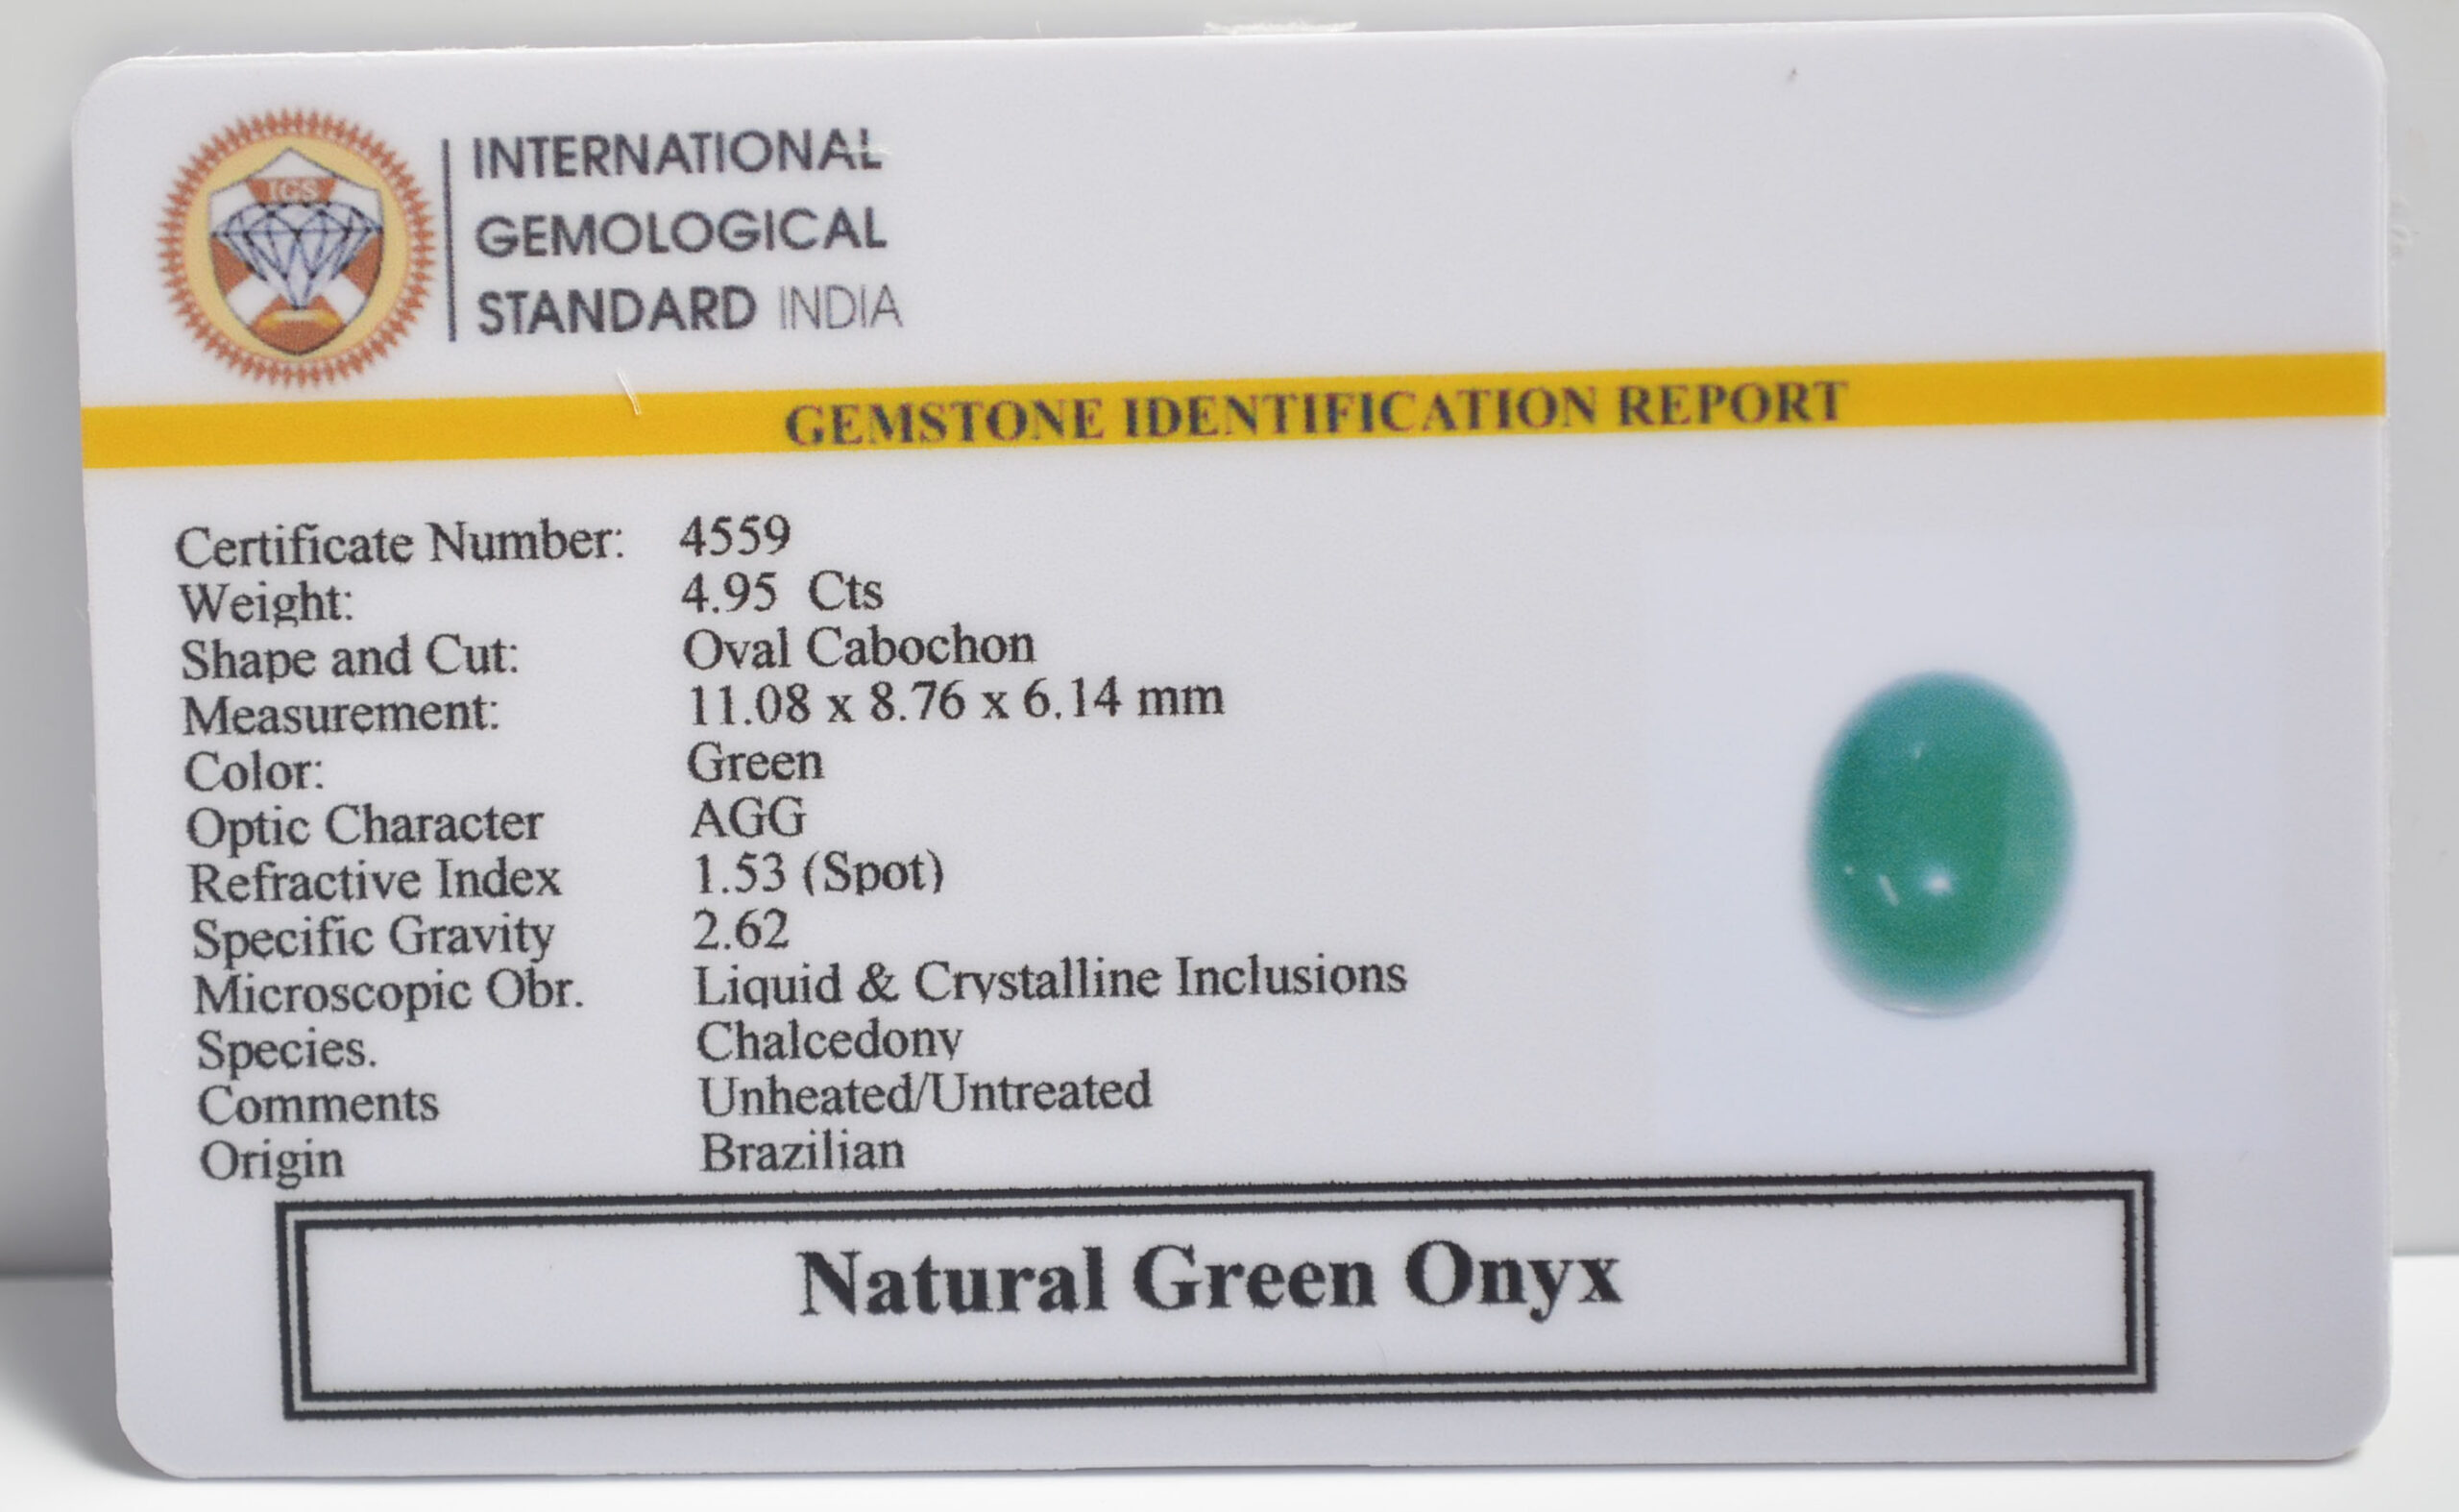 IGS
INTERNATIONAL
GEMOLOGICAL
STANDARD INDIA
GEMSTONE IDENTIFICATION REPORT
Certificate Number: 4559
Weight: 4.95 Cts
Shape and Cut: Oval Cabochon
Measurement: 11.08 x 8.76 x 6.14 mm
Color: Green
Optic Character AGG
Refractive Index 1.53 (Spot)
Specific Gravity 2.62
Microscopic Obr. Liquid & Crystalline Inclusions
Species. Chalcedony
Comments Unheated/Untreated
Origin Brazilian
Natural Green Onyx